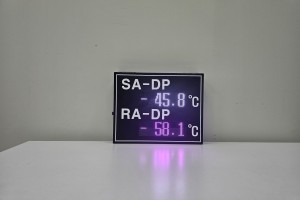 SA-DP
- 45.8 ℃
RA-DP
- 58.1 ℃